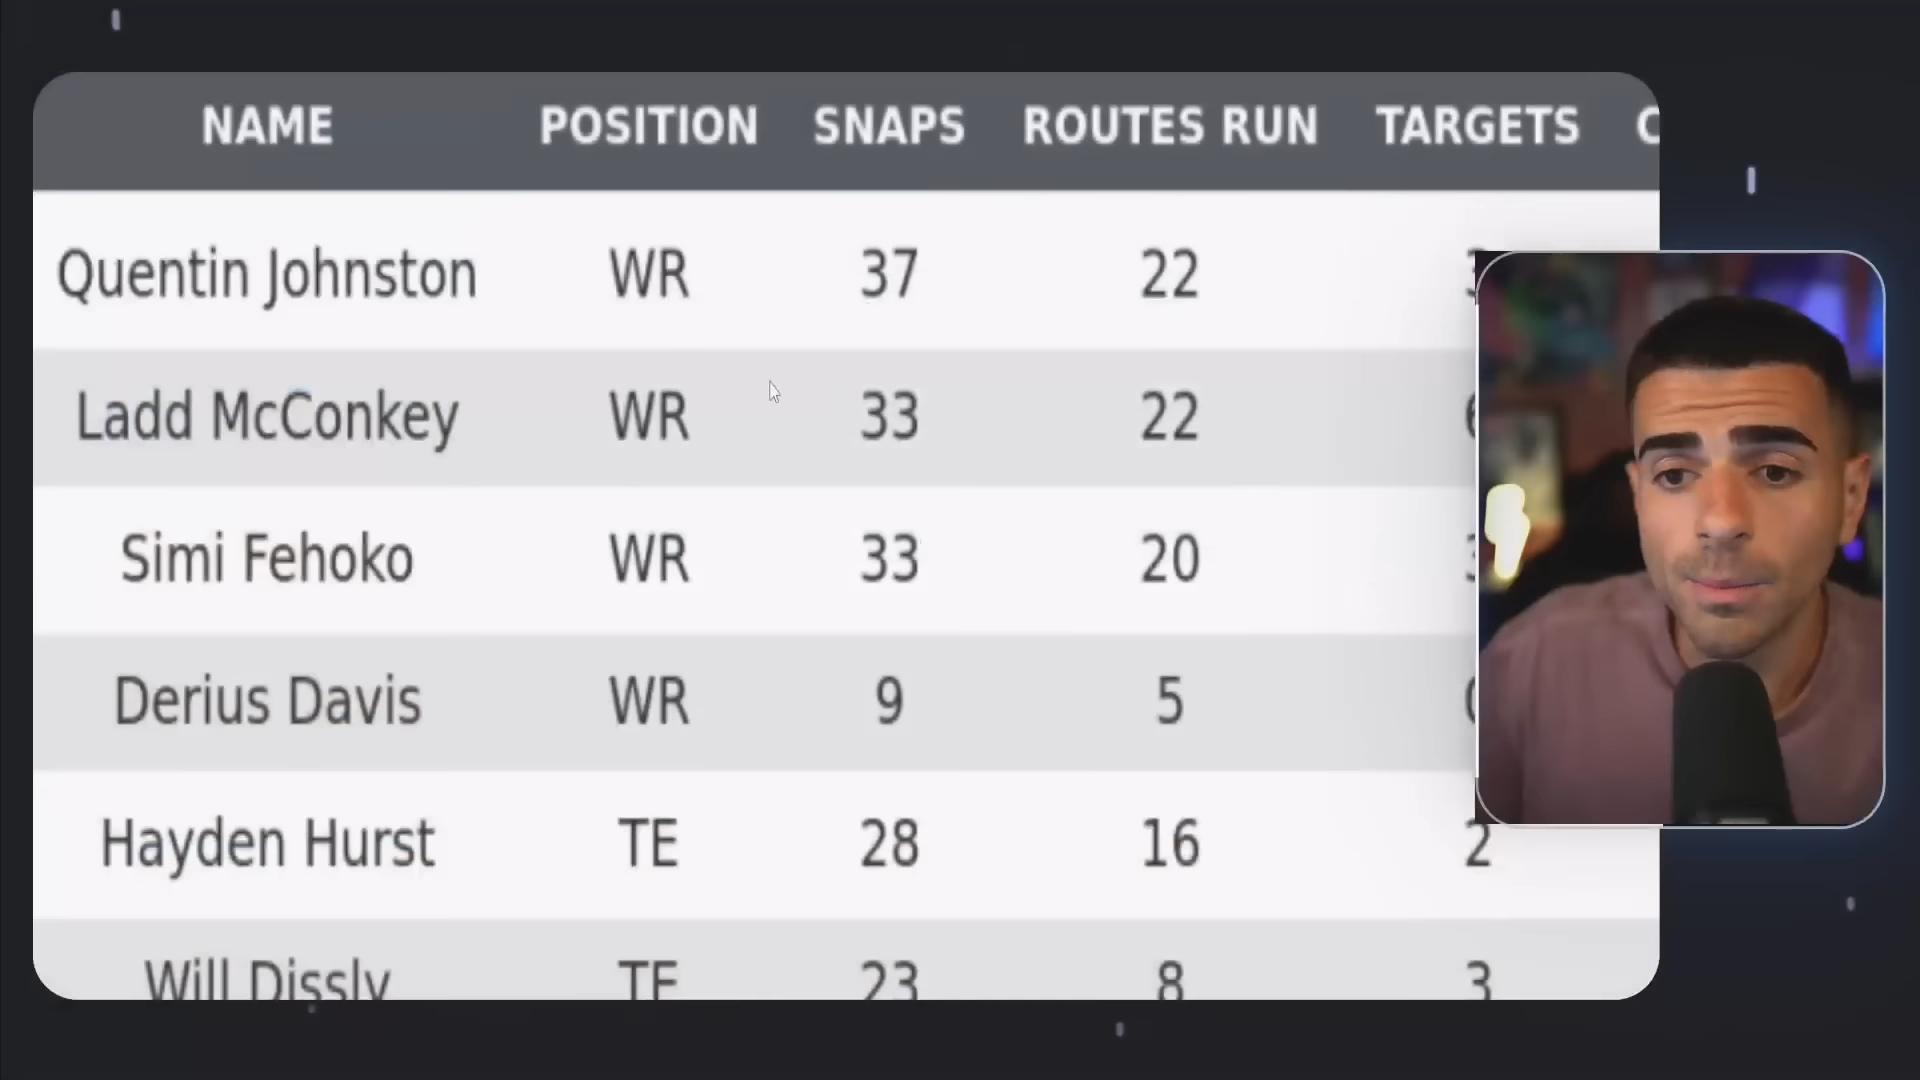 NAME POSITION SNAPS ROUTES RUN TARGETS
Quentin Johnston WR 37 22
Ladd McConkey WR 33 22
Simi Fehoko WR 33 20
Derius Davis WR 9 5
Hayden Hurst TE 28 16 2
Will Dissly TE 23 8 3